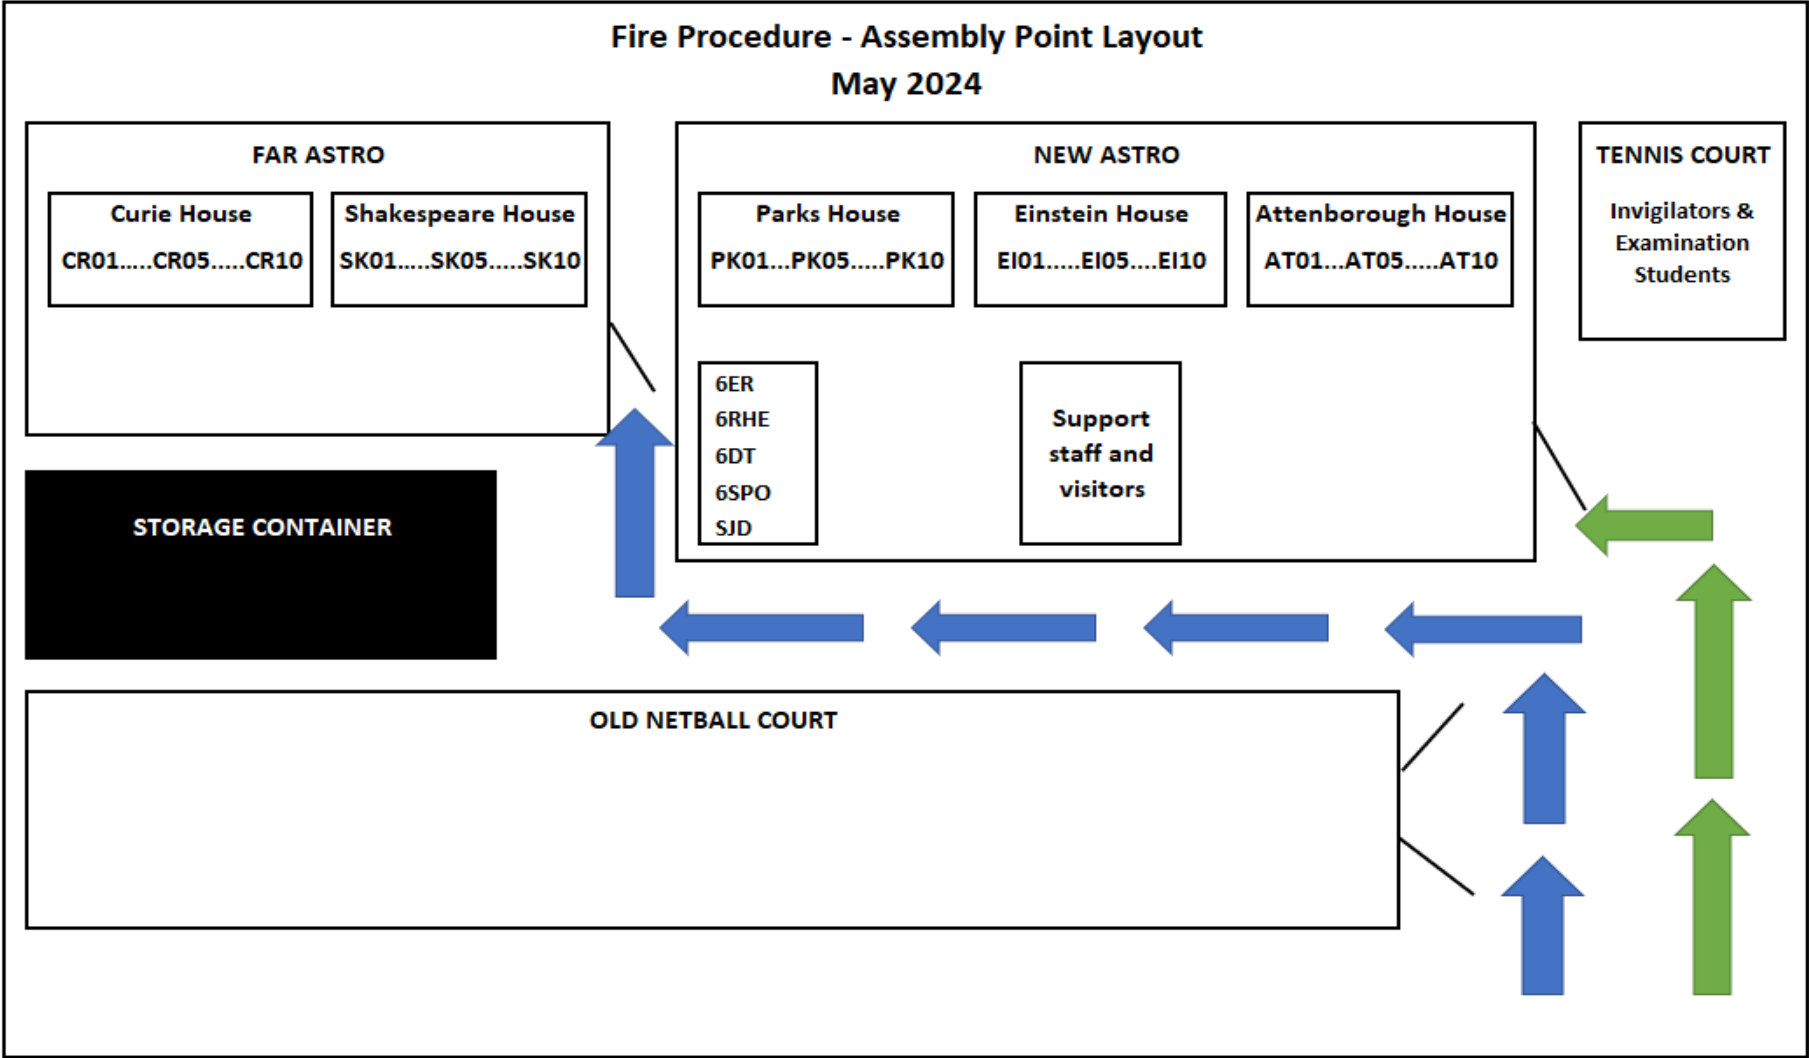 Fire Procedure - Assembly Point Layout
May 2024
FAR ASTRO
Curie House
CR01.....CR05.....CR10
Shakespeare House
SK01.....SK05.....SK10
NEW ASTRO
Parks House
PK01...PK05.....PK10
Einstein House
EI01.....EI05....EI10
Attenborough House
AT01...AT05.....AT10
6ER
6RHE
6DT
6SPO
SJD
Support
staff and
visitors
TENNIS COURT
Invigilators &
Examination
Students
STORAGE CONTAINER
OLD NETBALL COURT